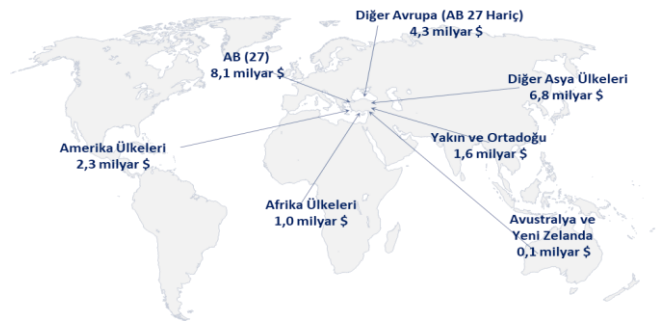 Diğer Avrupa (AB 27 Hariç)
4,3 milyar $
AB (27)
8,1 milyar $
Diğer Asya Ülkeleri
6,8 milyar $
Yakın ve Ortadoğu
1,6 milyar $
Amerika Ülkeleri
2,3 milyar $
Afrika Ülkeleri
1,0 milyar $
Avustralya ve
Yeni Zelanda
0,1 milyar $